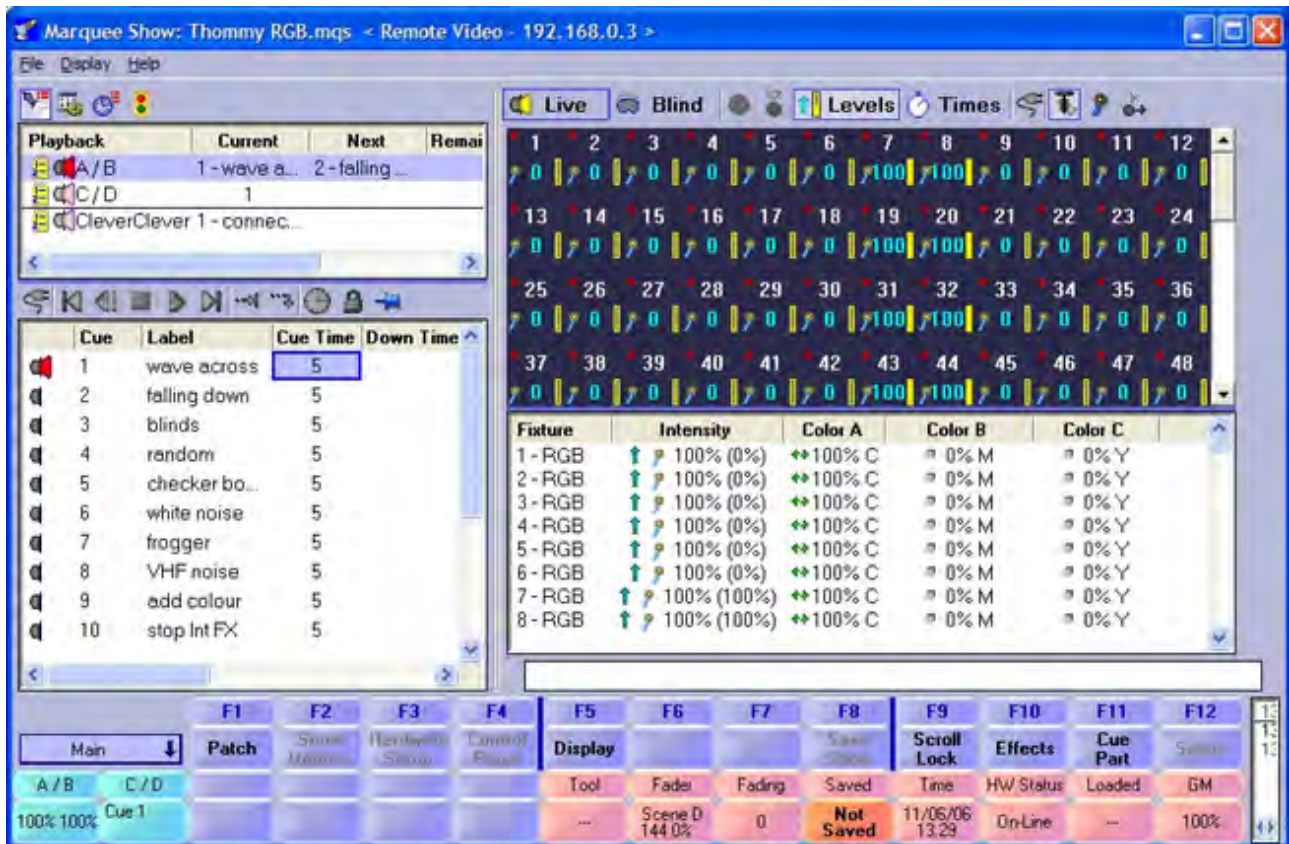 Marquee Show: Thommy RGB.mqs < Remote Video - 192.168.0.3 >
File Display Help
Playback Current Next Remai
A / B 1 - wave a... 2 - falling ...
C / D 1
CleverClever 1 - connec...
Cue Label Cue Time Down Time
1 wave across 5
2 falling down 5
3 blinds 5
4 random 5
5 checker bo... 5
6 white noise 5
7 frogger 5
8 VHF noise 5
9 add colour 5
10 stop Int FX 5
Live Blind Levels Times
1 2 3 4 5 6 7 8 9 10 11 12
0 0 0 0 0 0 100 100 0 0 0 0
13 14 15 16 17 18 19 20 21 22 23 24
0 0 0 0 0 0 100 100 0 0 0 0
25 26 27 28 29 30 31 32 33 34 35 36
0 0 0 0 0 0 100 100 0 0 0 0
37 38 39 40 41 42 43 44 45 46 47 48
0 0 0 0 0 0 100 100 0 0 0 0
Fixture Intensity Color A Color B Color C
1 - RGB 100% (0%) 100% C 0% M 0% Y
2 - RGB 100% (0%) 100% C 0% M 0% Y
3 - RGB 100% (0%) 100% C 0% M 0% Y
4 - RGB 100% (0%) 100% C 0% M 0% Y
5 - RGB 100% (0%) 100% C 0% M 0% Y
6 - RGB 100% (0%) 100% C 0% M 0% Y
7 - RGB 100% (100%) 100% C 0% M 0% Y
8 - RGB 100% (100%) 100% C 0% M 0% Y
F1 F2 F3 F4 F5 F6 F7 F8 F9 F10 F11 F12
Main Patch Display Scroll Lock Effects Cue Part
A / B C / D Tool Fader Fading Saved Time HW Status Loaded GM
100% 100% Cue 1 --- Scene D 144 0% 0 Not Saved 11/06/06 13.29 On-Line --- 100%